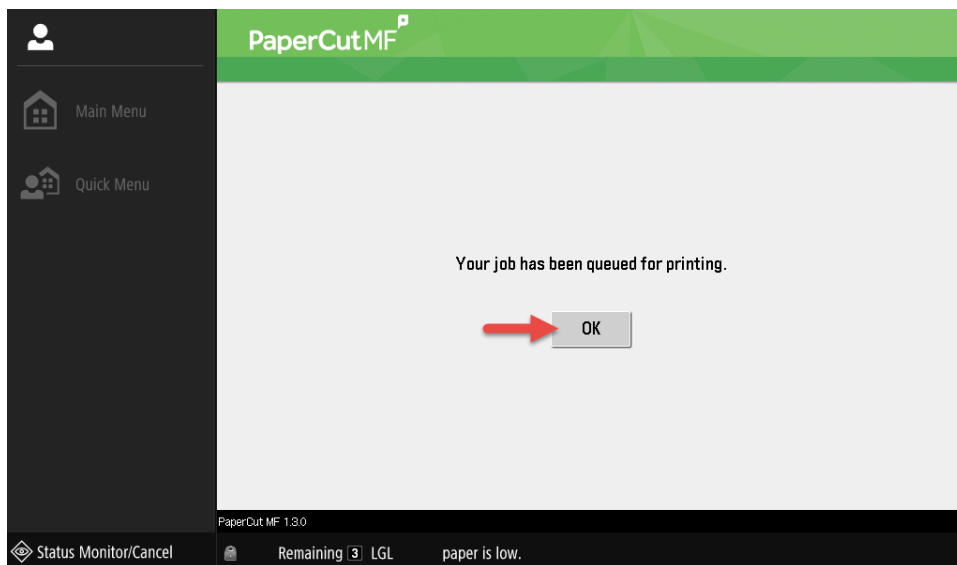 PaperCut MF
Main Menu
Quick Menu
Your job has been queued for printing.
OK
PaperCut MF 1.3.0
Status Monitor/Cancel
Remaining 3 LGL paper is low.